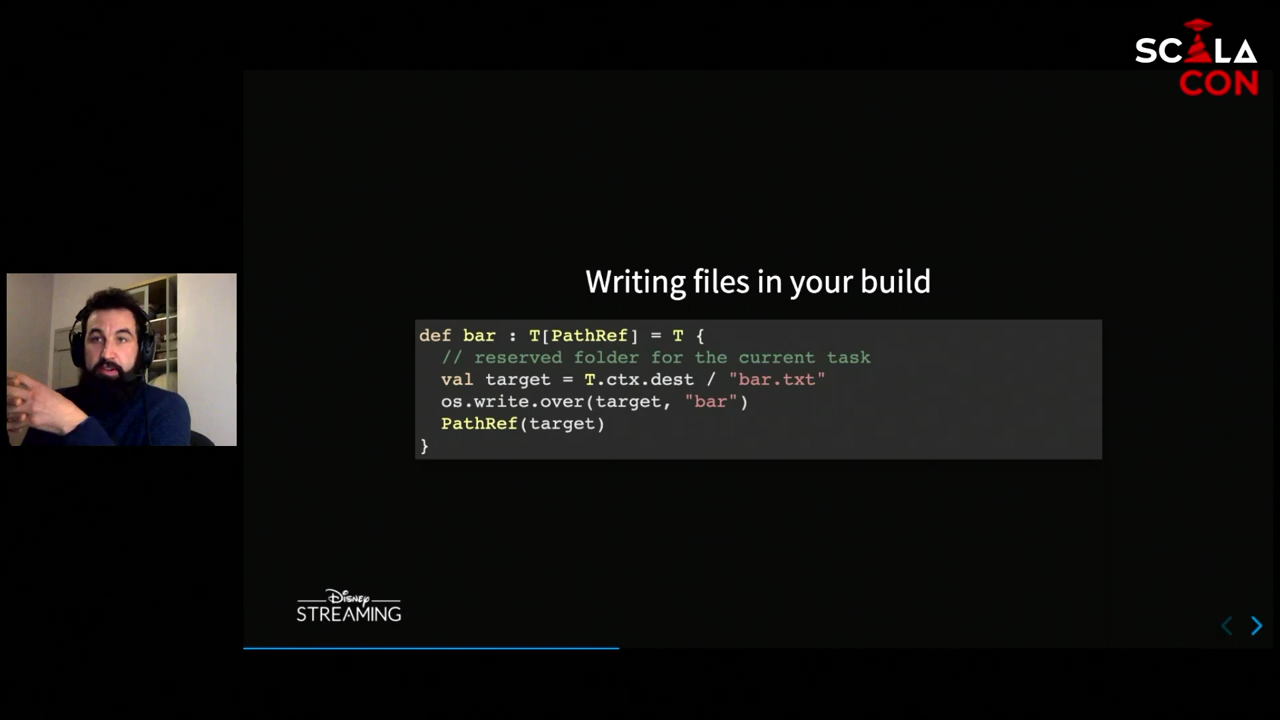 SCALA
CON
Writing files in your build
def bar : T[PathRef] = T {
  // reserved folder for the current task
  val target = T.ctx.dest / "bar.txt"
  os.write.over(target, "bar")
  PathRef(target)
}
Disney
STREAMING